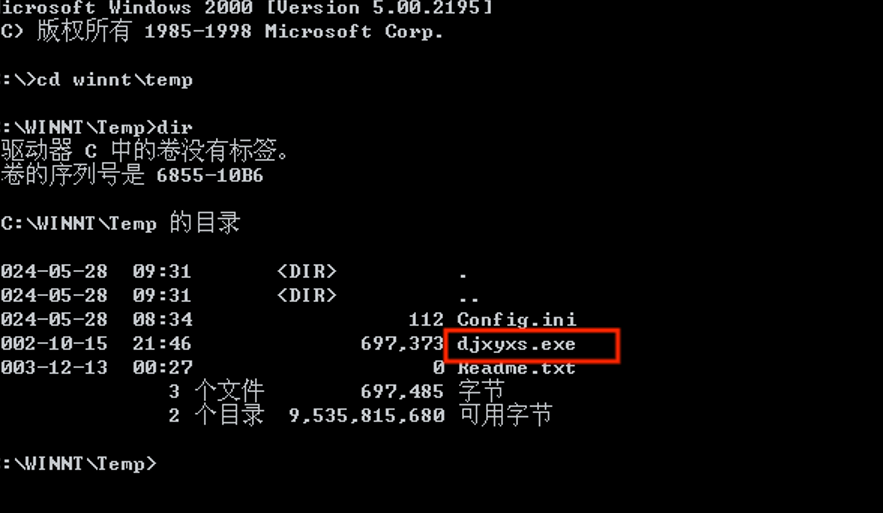 icrosoft Windows 2000 [Version 5.00.2195]
C) 版权所有 1985-1998 Microsoft Corp.
:\>cd winnt\temp
:\WINNT\Temp>dir
驱动器 C 中的卷没有标签。
卷的序列号是 6855-10B6
C:\WINNT\Temp 的目录
024-05-28 09:31 <DIR> .
024-05-28 09:31 <DIR> ..
024-05-28 08:34 112 Config.ini
002-10-15 21:46 697,373 djxyxs.exe
003-12-13 00:27 0 Readme.txt
3 个文件 697,485 字节
2 个目录 9,535,815,680 可用字节
:\WINNT\Temp>